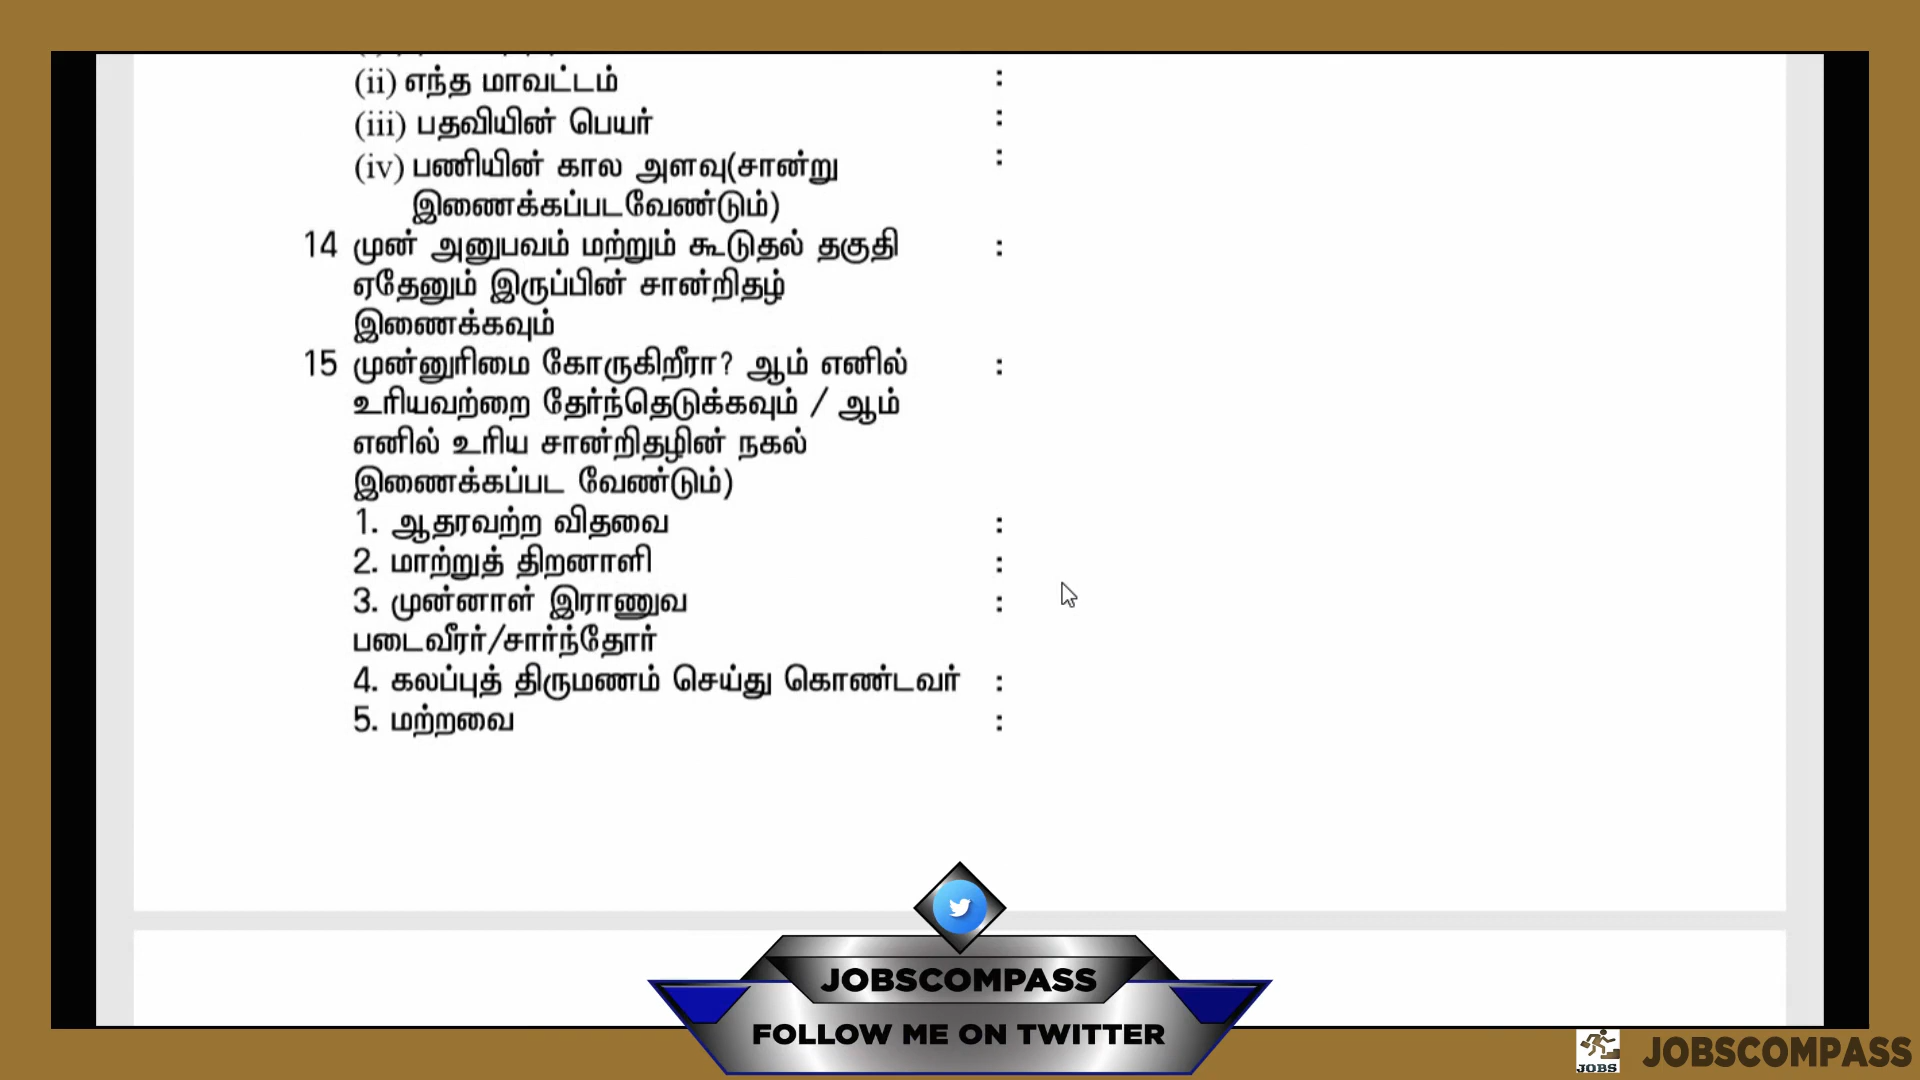 (ii) எந்த மாவட்டம் :
(iii) பதவியின் பெயர் :
(iv) பணியின் கால அளவு(சான்று :
இணைக்கப்படவேண்டும்)
14 முன் அனுபவம் மற்றும் கூடுதல் தகுதி :
ஏதேனும் இருப்பின் சான்றிதழ்
இணைக்கவும்
15 முன்னுரிமை கோருகிறீரா? ஆம் எனில் :
உரியவற்றை தேர்ந்தெடுக்கவும் / ஆம்
எனில் உரிய சான்றிதழின் நகல்
இணைக்கப்பட வேண்டும்)
1. ஆதரவற்ற விதவை :
2. மாற்றுத் திறனாளி :
3. முன்னாள் இராணுவ :
படைவீரர்/சார்ந்தோர்
4. கலப்புத் திருமணம் செய்து கொண்டவர் :
5. மற்றவை :
JOBSCOMPASS
FOLLOW ME ON TWITTER
JOBS
JOBSCOMPASS